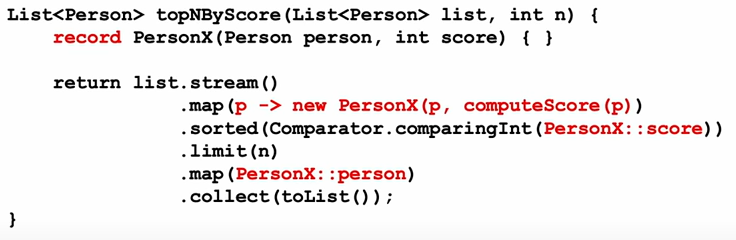 List<Person> topNByScore(List<Person> list, int n) {
    record PersonX(Person person, int score) { }

    return list.stream()
               .map(p -> new PersonX(p, computeScore(p))
               .sorted(Comparator.comparingInt(PersonX::score))
               .limit(n)
               .map(PersonX::person)
               .collect(toList());
}